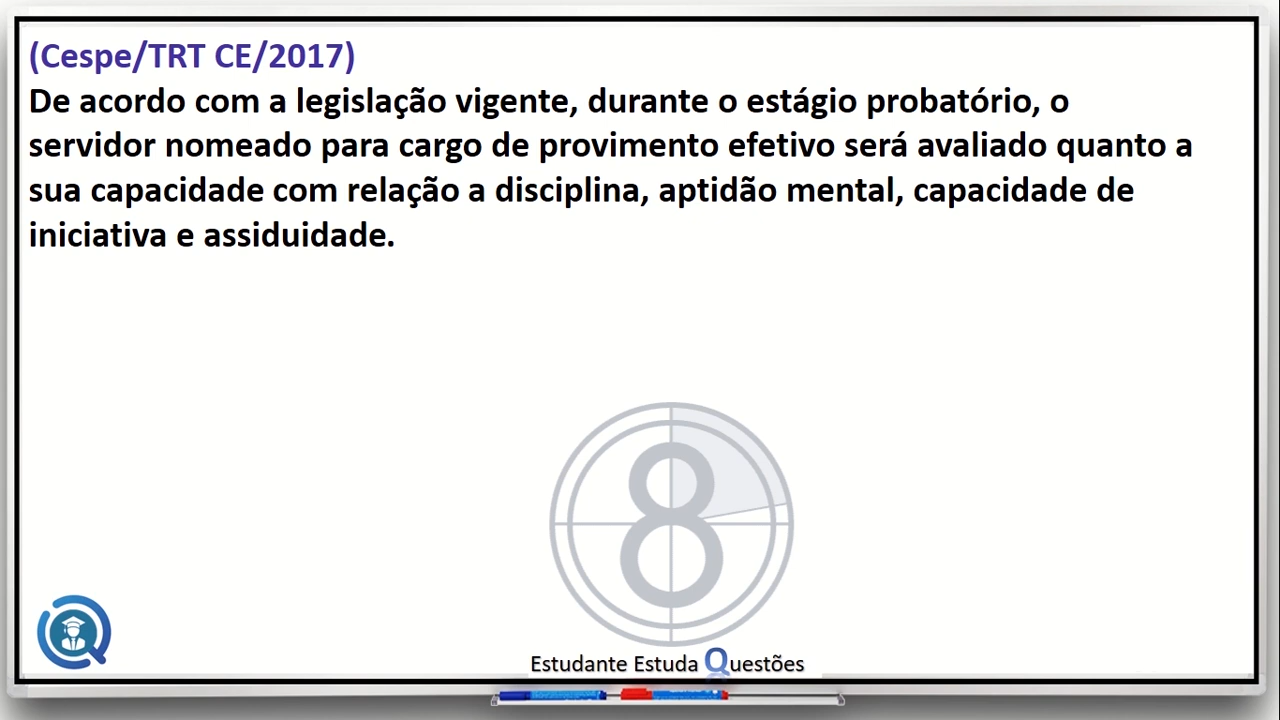 (Cespe/TRT CE/2017)
De acordo com a legislação vigente, durante o estágio probatório, o
servidor nomeado para cargo de provimento efetivo será avaliado quanto a
sua capacidade com relação a disciplina, aptidão mental, capacidade de
iniciativa e assiduidade.
8
Estudante Estuda Questões